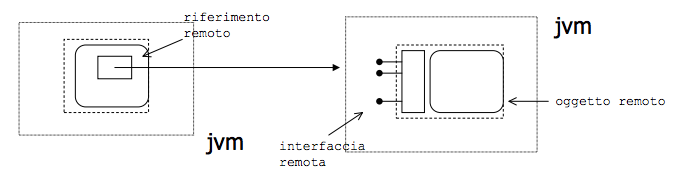 riferimento
remoto
jvm
oggetto remoto
jvm
interfaccia
remota